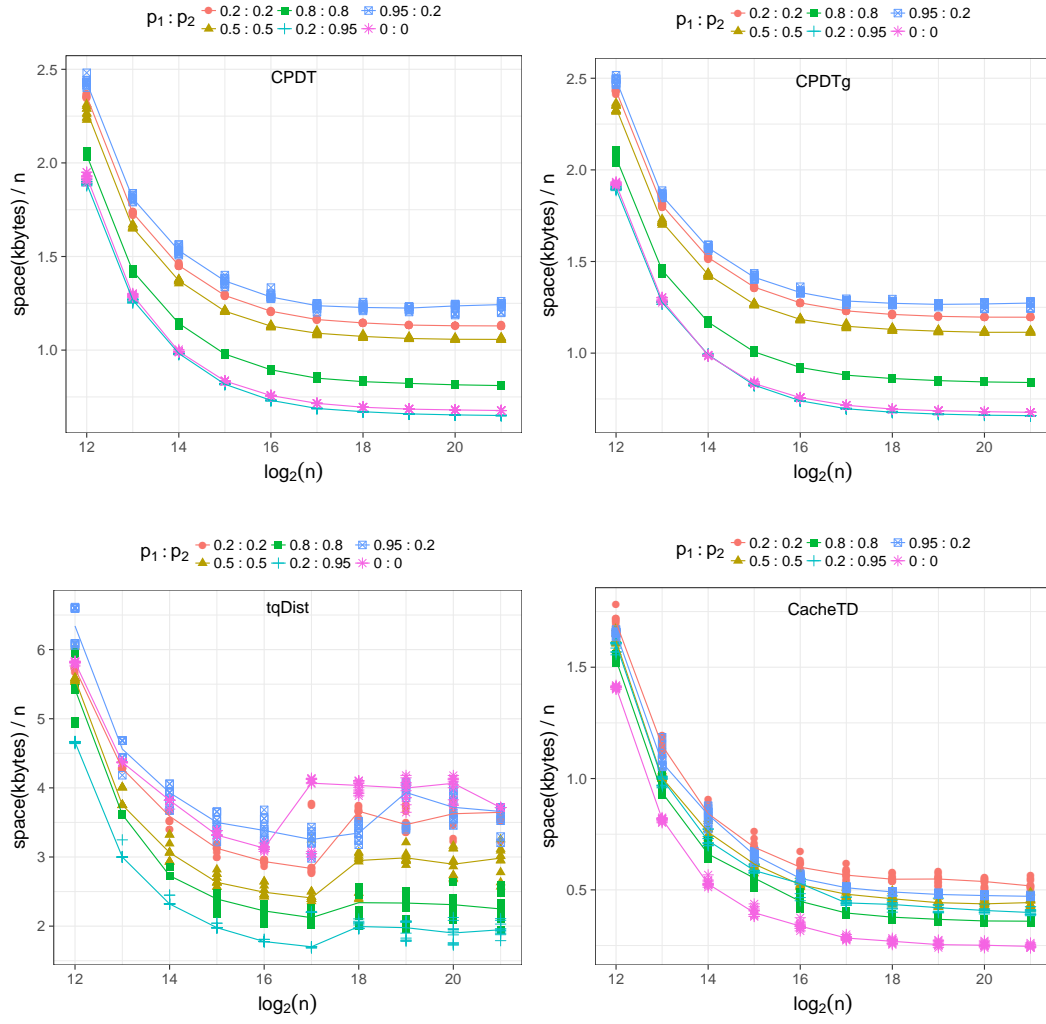 p₁ : p₂ 0.2 : 0.2 0.8 : 0.8 0.95 : 0.2
0.5 : 0.5 0.2 : 0.95 0 : 0
CPDT
2.5
2.0
1.5
1.0
space(kbytes) / n
12 14 16 18 20
log₂(n)
p₁ : p₂ 0.2 : 0.2 0.8 : 0.8 0.95 : 0.2
0.5 : 0.5 0.2 : 0.95 0 : 0
CPDTg
2.5
2.0
1.5
1.0
space(kbytes) / n
12 14 16 18 20
log₂(n)
p₁ : p₂ 0.2 : 0.2 0.8 : 0.8 0.95 : 0.2
0.5 : 0.5 0.2 : 0.95 0 : 0
tqDist
6
5
4
3
2
space(kbytes) / n
12 14 16 18 20
log₂(n)
p₁ : p₂ 0.2 : 0.2 0.8 : 0.8 0.95 : 0.2
0.5 : 0.5 0.2 : 0.95 0 : 0
CacheTD
1.5
1.0
0.5
space(kbytes) / n
12 14 16 18 20
log₂(n)